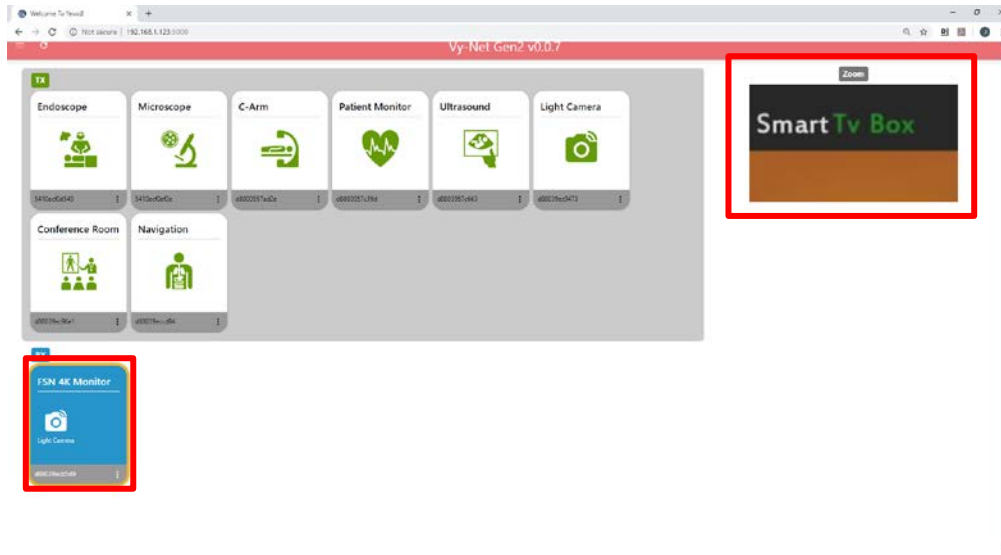 Welcome To Yewall
Not secure | 192.168.1.123:5000
Vy-Net Gen2 v0.0.7
TX
Zoom
Endoscope Microscope C-Arm Patient Monitor Ultrasound Light Camera
Smart Tv Box
Conference Room Navigation
FSN 4K Monitor
Light Camera